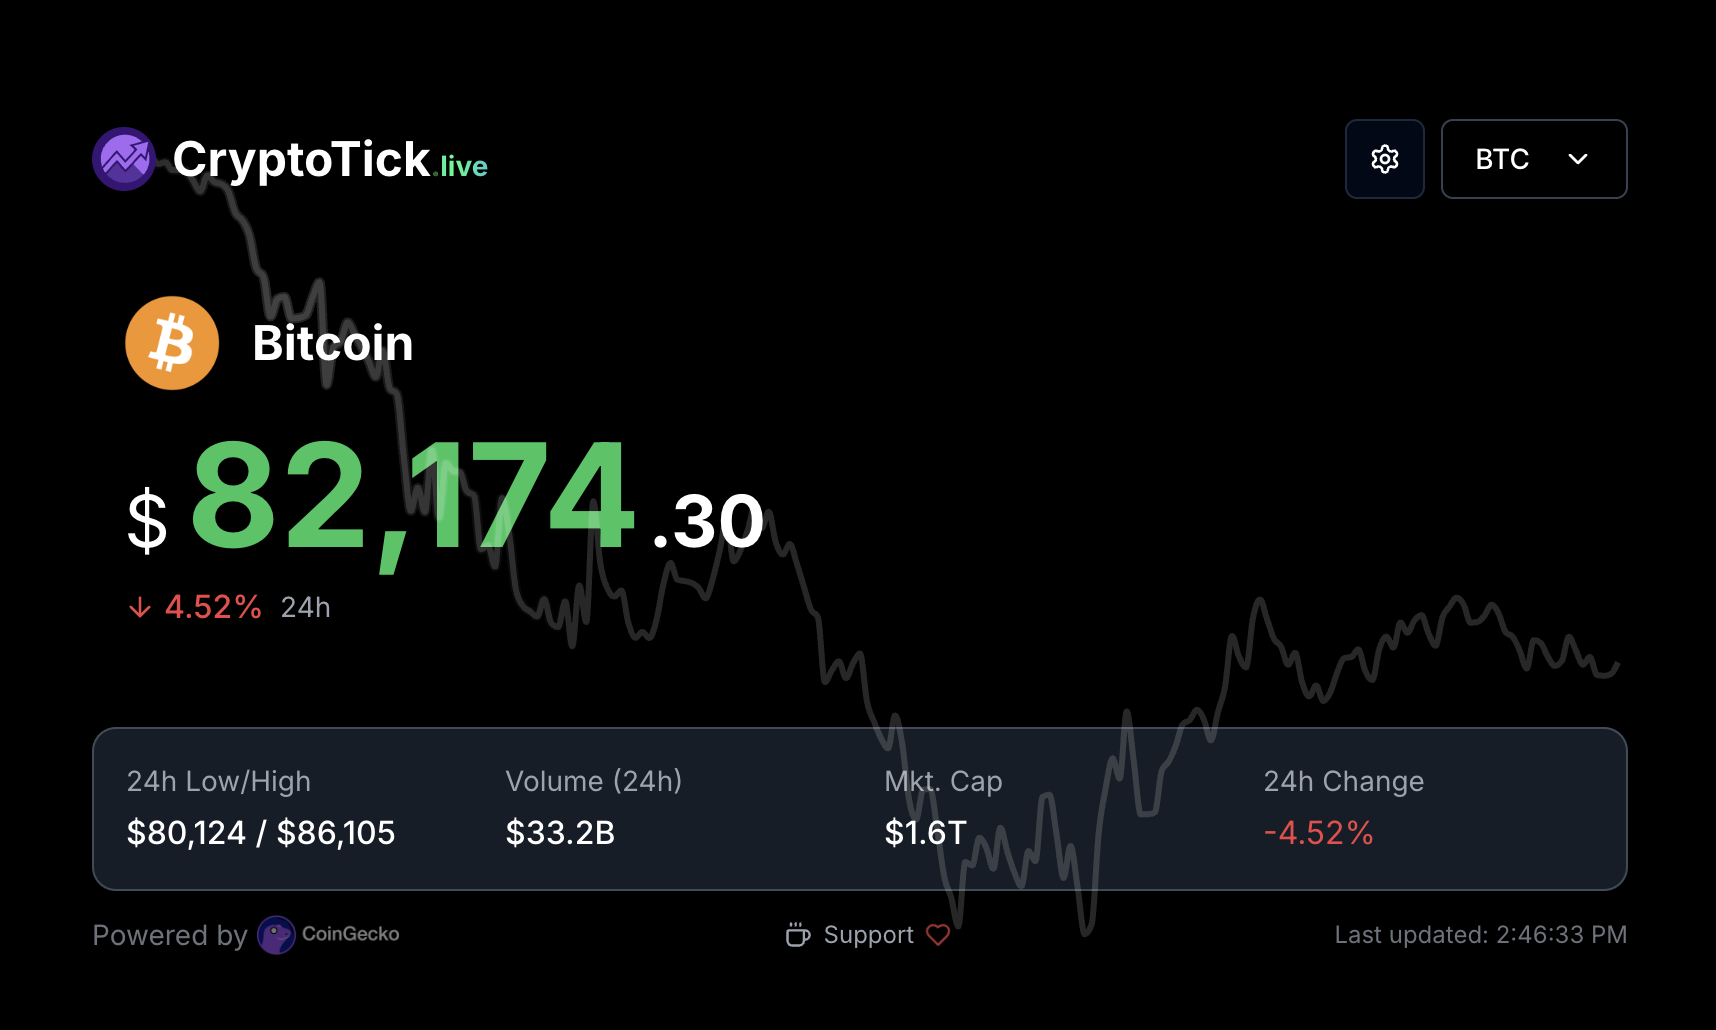 CryptoTick.live
BTC
Bitcoin
$ 82,174.30
↓ 4.52% 24h
24h Low/High
$80,124 / $86,105
Volume (24h)
$33.2B
Mkt. Cap
$1.6T
24h Change
-4.52%
Powered by CoinGecko
Support
Last updated: 2:46:33 PM